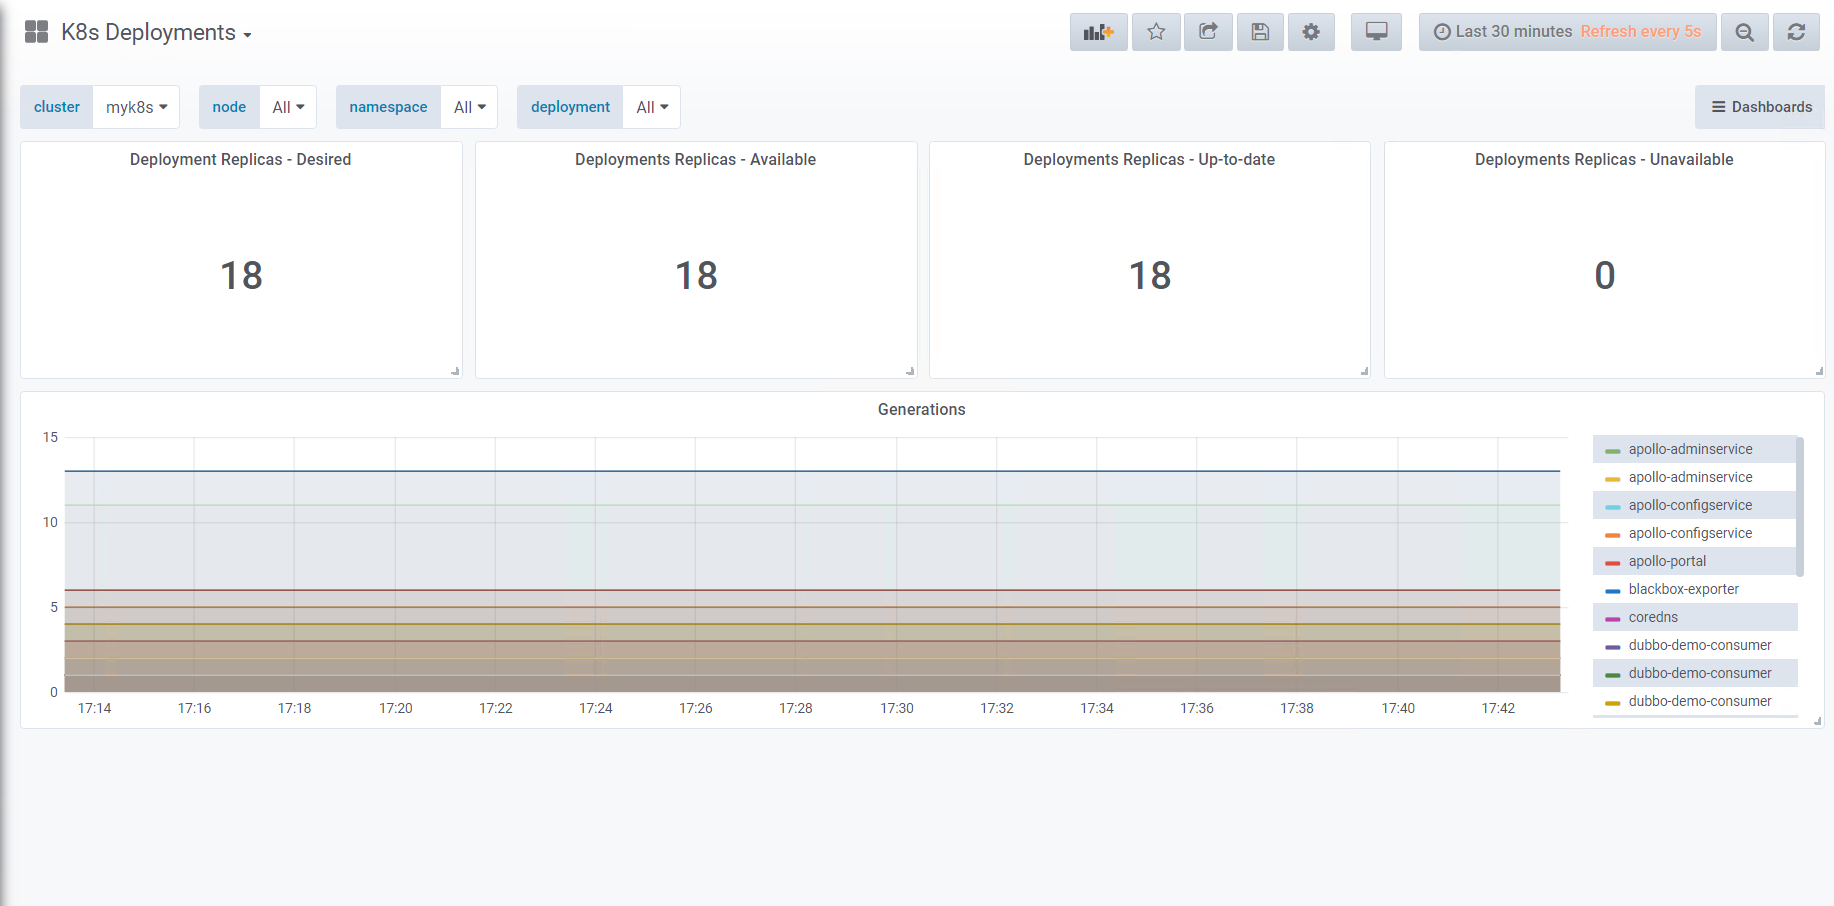 K8s Deployments
Last 30 minutes Refresh every 5s
cluster myk8s node All namespace All deployment All Dashboards
Deployment Replicas - Desired
18
Deployments Replicas - Available
18
Deployments Replicas - Up-to-date
18
Deployments Replicas - Unavailable
0
Generations
15
10
5
0
17:14 17:16 17:18 17:20 17:22 17:24 17:26 17:28 17:30 17:32 17:34 17:36 17:38 17:40 17:42
apollo-adminservice
apollo-adminservice
apollo-configservice
apollo-configservice
apollo-portal
blackbox-exporter
coredns
dubbo-demo-consumer
dubbo-demo-consumer
dubbo-demo-consumer